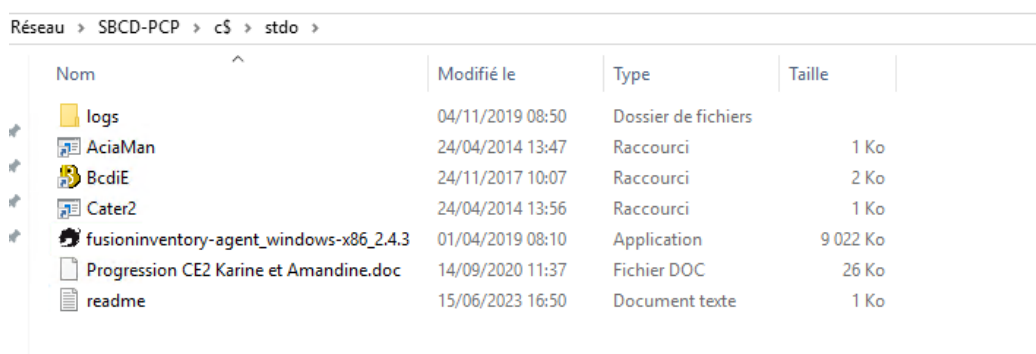 Réseau > SBCD-PCP > c$ > stdo >
Nom Modifié le Type Taille
logs 04/11/2019 08:50 Dossier de fichiers
AciaMan 24/04/2014 13:47 Raccourci 1 Ko
BcdiE 24/11/2017 10:07 Raccourci 2 Ko
Cater2 24/04/2014 13:56 Raccourci 1 Ko
fusioninventory-agent_windows-x86_2.4.3 01/04/2019 08:10 Application 9 022 Ko
Progression CE2 Karine et Amandine.doc 14/09/2020 11:37 Fichier DOC 26 Ko
readme 15/06/2023 16:50 Document texte 1 Ko